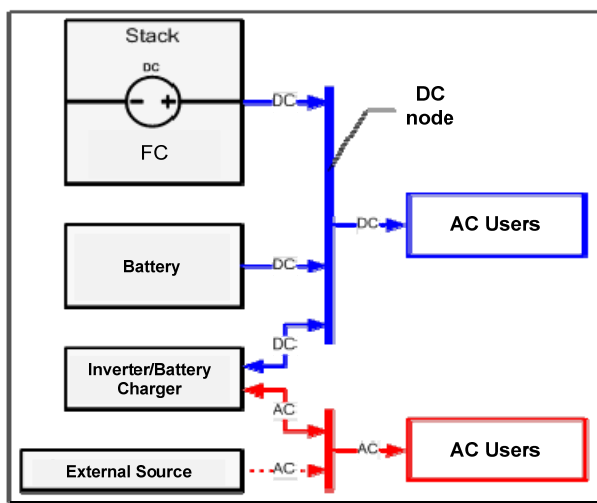 Stack
DC
- +
FC
DC
DC
node
DC
AC Users
Battery
DC
DC
Inverter/Battery
Charger
AC
AC
AC Users
External Source
AC